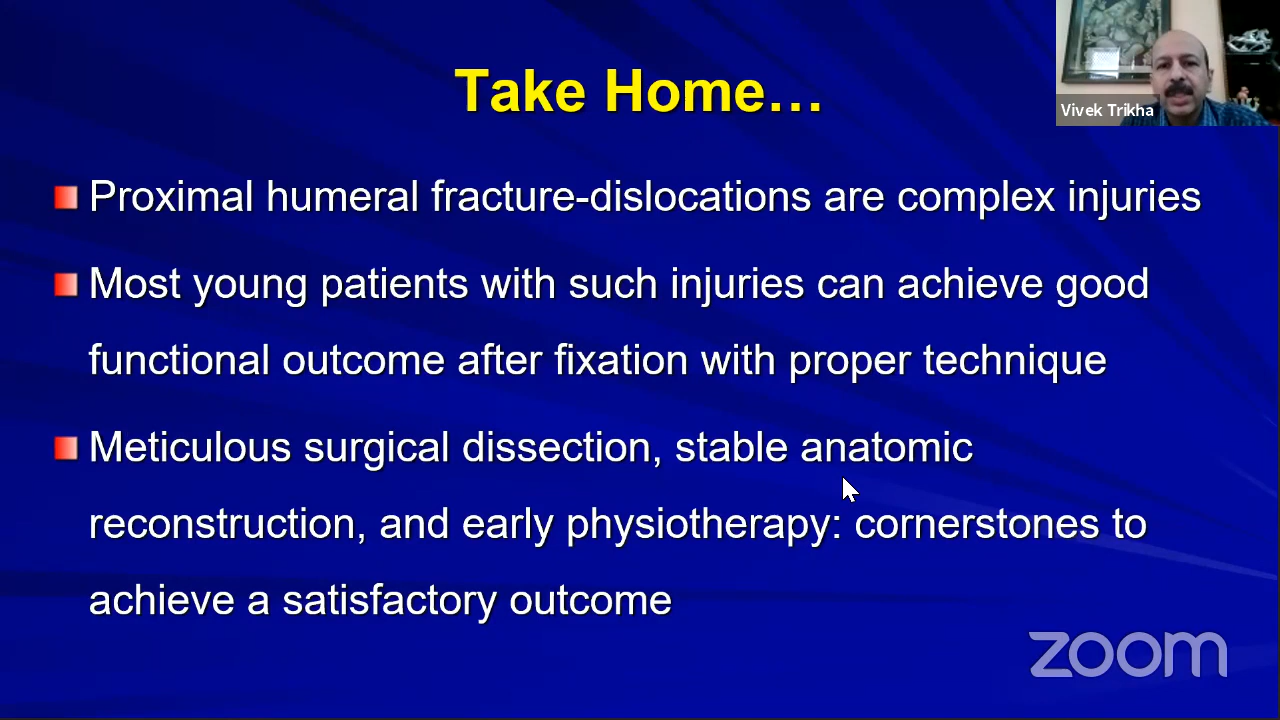 Take Home…
Vivek Trikha
Proximal humeral fracture-dislocations are complex injuries
Most young patients with such injuries can achieve good
functional outcome after fixation with proper technique
Meticulous surgical dissection, stable anatomic
reconstruction, and early physiotherapy: cornerstones to
achieve a satisfactory outcome
zoom